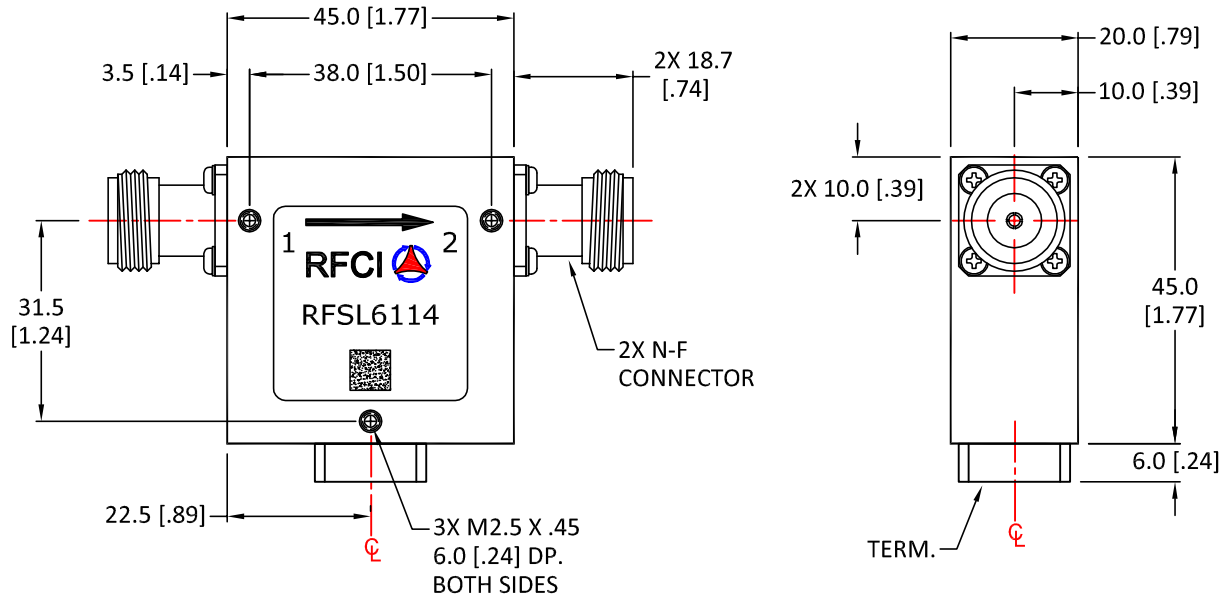 45.0 [1.77]
3.5 [.14]
38.0 [1.50]
2X 18.7
[.74]
1
2
RFCI
RFSL6114
31.5
[1.24]
2X N-F
CONNECTOR
22.5 [.89]
3X M2.5 X .45
6.0 [.24] DP.
BOTH SIDES
CL
20.0 [.79]
10.0 [.39]
2X 10.0 [.39]
45.0
[1.77]
6.0 [.24]
TERM.
CL